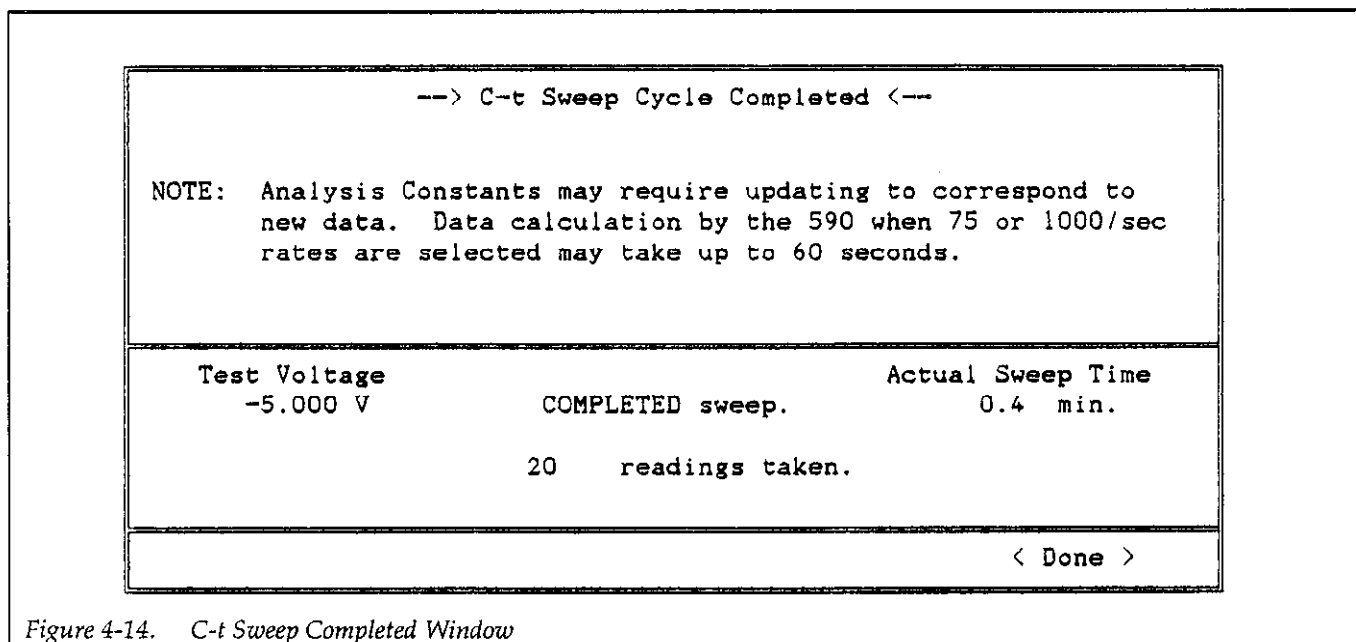 --> C-t Sweep Cycle Completed <--
NOTE: Analysis Constants may require updating to correspond to
new data. Data calculation by the 590 when 75 or 1000/sec
rates are selected may take up to 60 seconds.
Test Voltage Actual Sweep Time
-5.000 V COMPLETED sweep. 0.4 min.
20 readings taken.
< Done >
Figure 4-14. C-t Sweep Completed Window